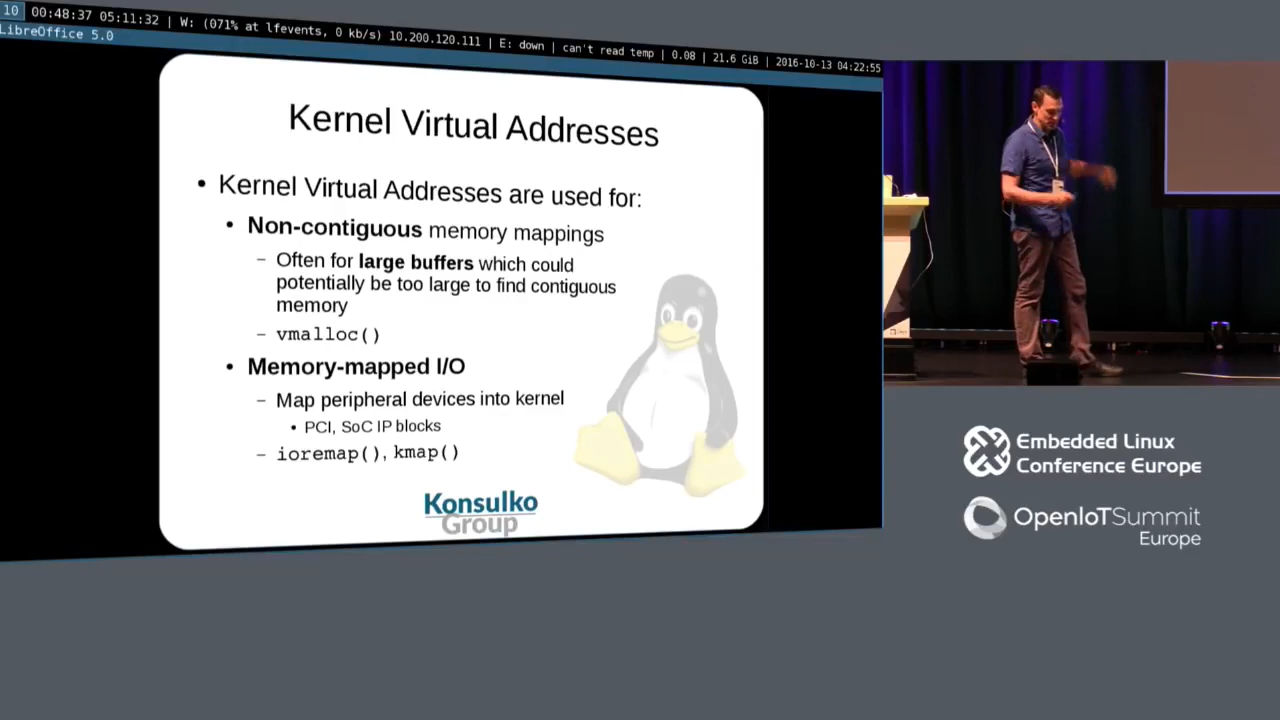 10 00:48:37 05:11:32 | W: (071% at lfevents, 0 kb/s) 10.200.120.111 | E: down | can't read temp | 0.08 | 21.6 GiB | 2016-10-13 04:22:55
LibreOffice 5.0
Kernel Virtual Addresses
• Kernel Virtual Addresses are used for:
• Non-contiguous memory mappings
– Often for large buffers which could
potentially be too large to find contiguous
memory
– vmalloc()
• Memory-mapped I/O
– Map peripheral devices into kernel
• PCI, SoC IP blocks
– ioremap(), kmap()
Konsulko
Group
Embedded Linux
Conference Europe
OpenIoTSummit
Europe